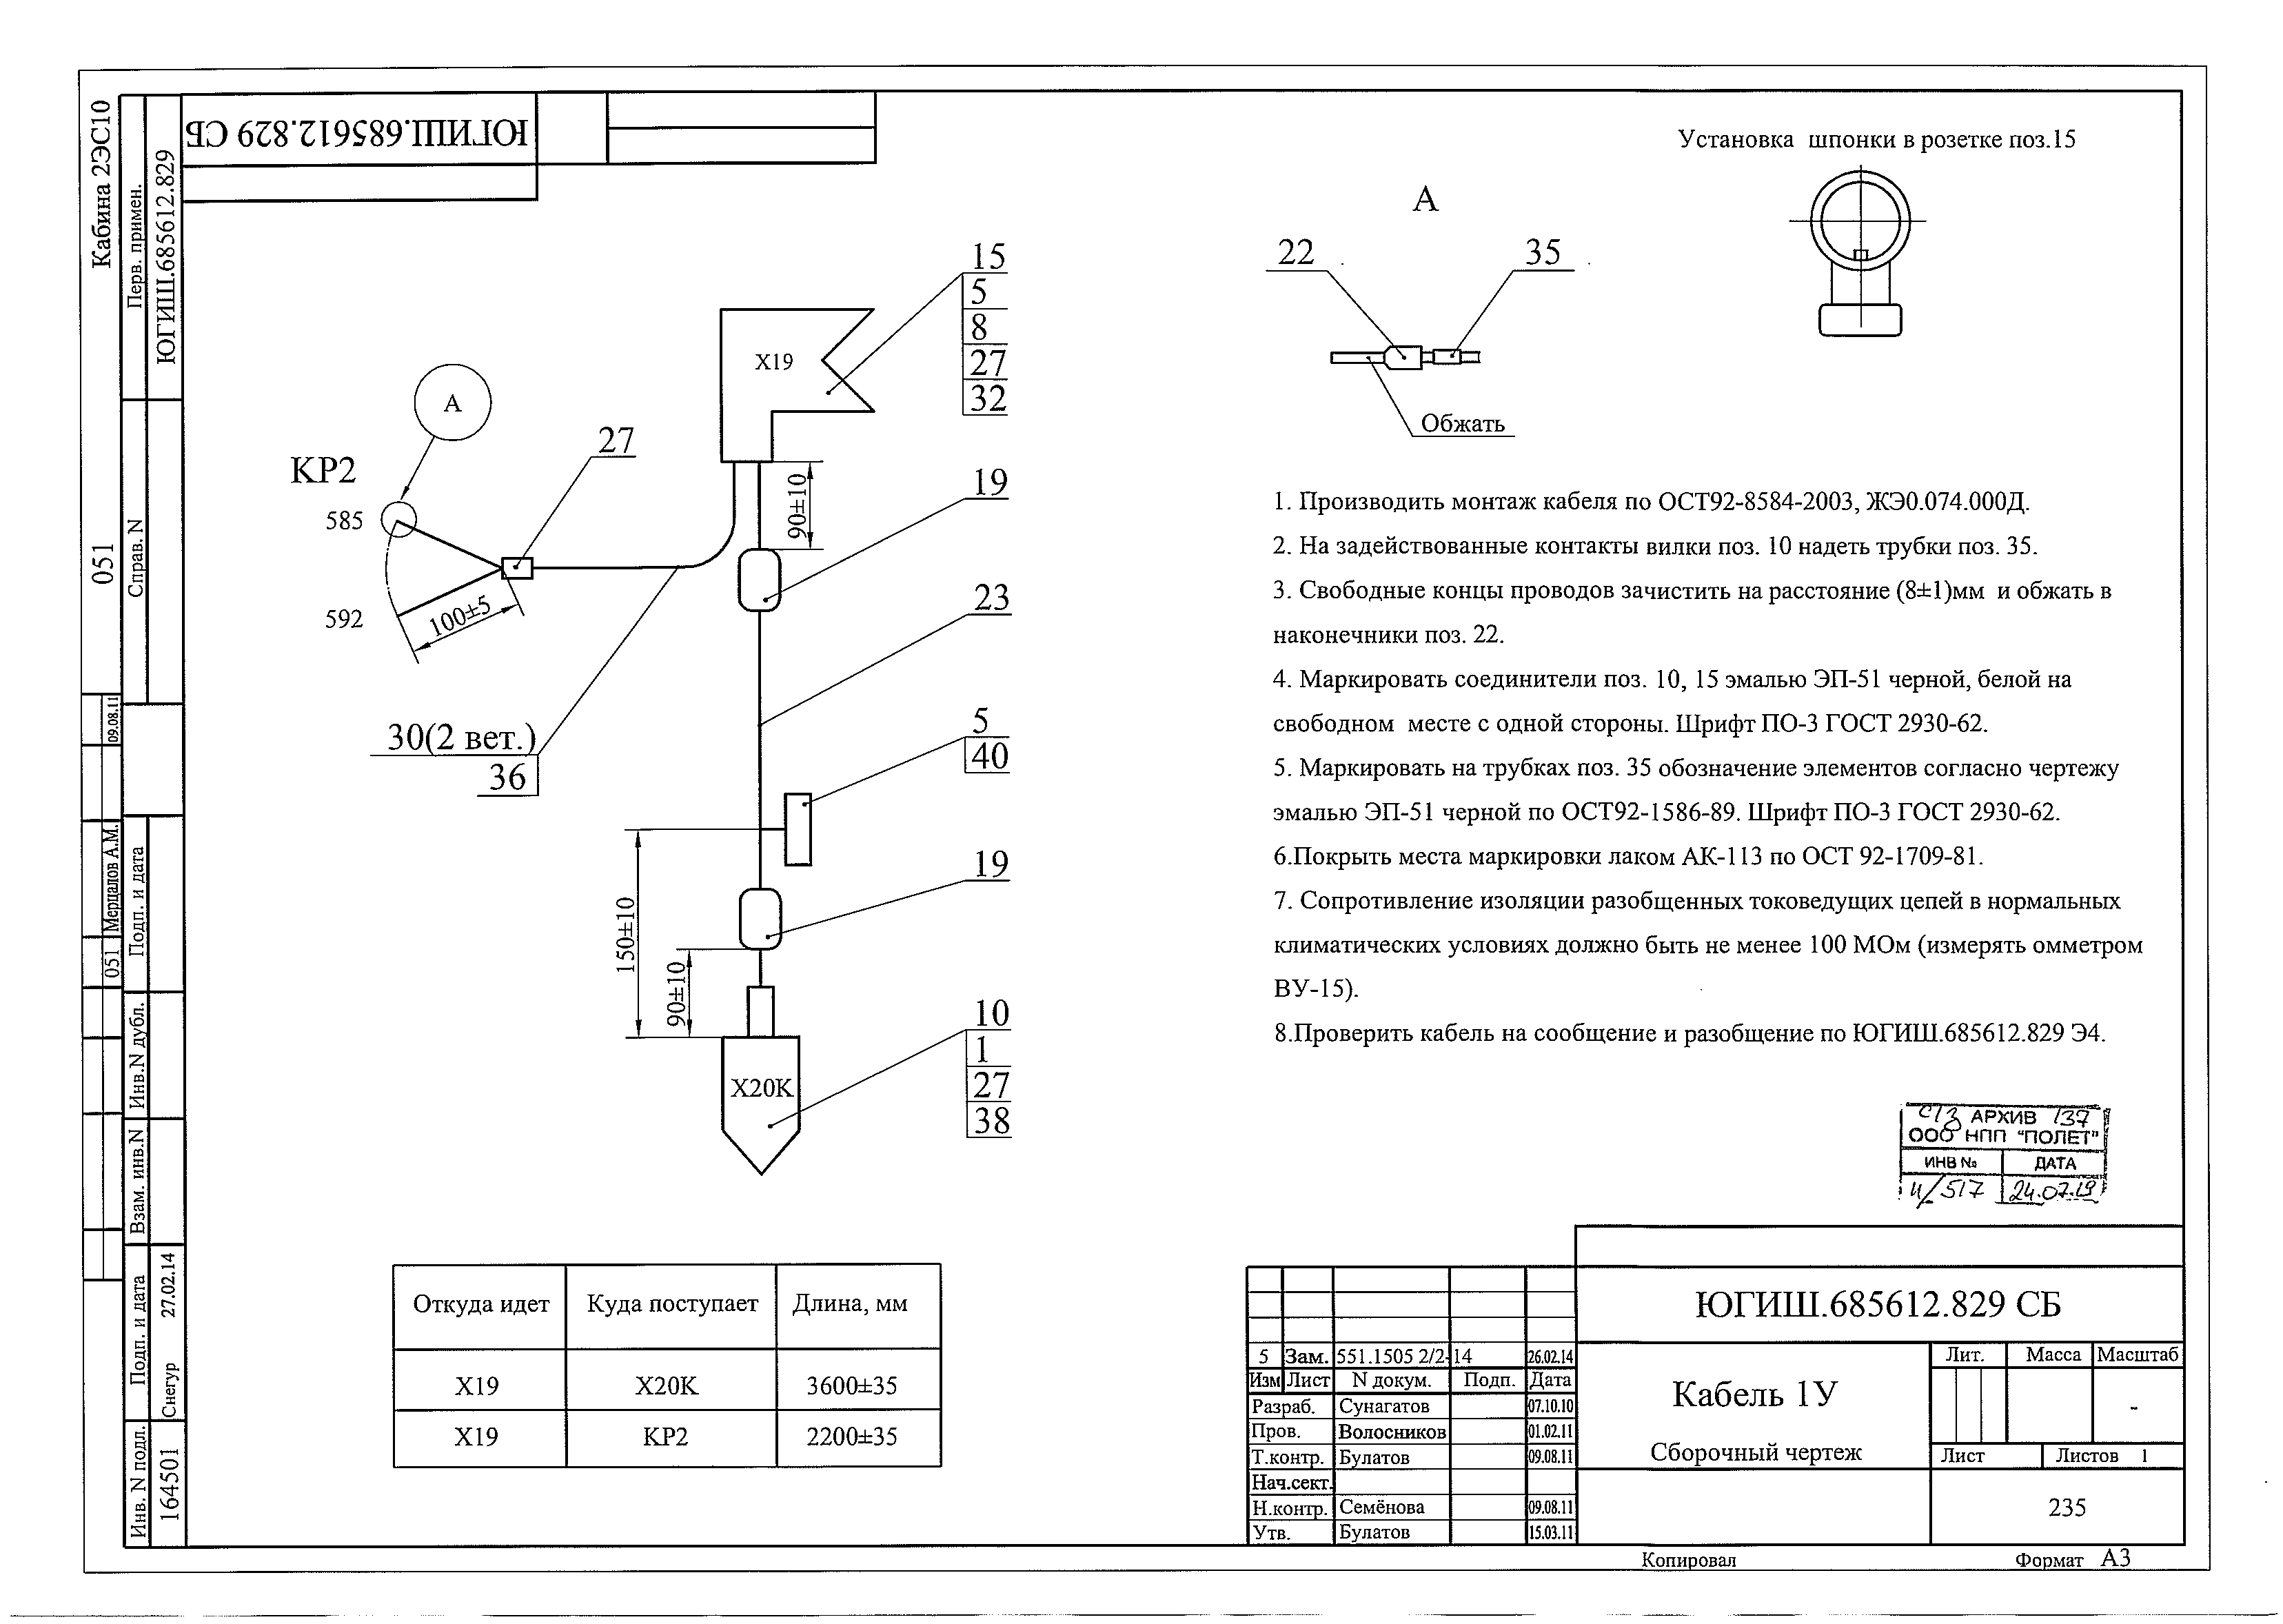 ЮГИШ.685612.829 СБ
Кабина 2ЭС10
Перв. примен.
ЮГИШ.685612.829
051
Справ. N
09.08.11
Мерцалов А.М.
051
Подп. и дата
Инв.N дубл.
Взам. инв.N
Подп. и дата
Снегур 27.02.14
Инв. N подл.
164501
Установка шпонки в розетке поз.15
А
22
35
Обжать
15
5
8
27
32
X19
А
КР2
585
592
27
100±5
90±10
19
23
30(2 вет.)
36
5
40
19
150±10
90±10
10
1
27
38
X20К
1. Производить монтаж кабеля по ОСТ92-8584-2003, ЖЭ0.074.000Д.
2. На задействованные контакты вилки поз. 10 надеть трубки поз. 35.
3. Свободные концы проводов зачистить на расстояние (8±1)мм и обжать в
наконечники поз. 22.
4. Маркировать соединители поз. 10, 15 эмалью ЭП-51 черной, белой на
свободном месте с одной стороны. Шрифт ПО-3 ГОСТ 2930-62.
5. Маркировать на трубках поз. 35 обозначение элементов согласно чертежу
эмалью ЭП-51 черной по ОСТ92-1586-89. Шрифт ПО-3 ГОСТ 2930-62.
6.Покрыть места маркировки лаком АК-113 по ОСТ 92-1709-81.
7. Сопротивление изоляции разобщенных токоведущих цепей в нормальных
климатических условиях должно быть не менее 100 МОм (измерять омметром
ВУ-15).
8.Проверить кабель на сообщение и разобщение по ЮГИШ.685612.829 Э4.
АРХИВ 137
ООО НПП "ПОЛЕТ"
ИНВ № ДАТА
и/517 24.07.19
Откуда идет Куда поступает Длина, мм
X19 X20К 3600±35
X19 КР2 2200±35
5 Зам. 551.1505 2/2-14 26.02.14
Изм Лист N докум. Подп. Дата
Разраб. Сунагатов 07.10.10
Пров. Волосников 01.02.11
Т.контр. Булатов 09.08.11
Нач.сект.
Н.контр. Семёнова 09.08.11
Утв. Булатов 15.03.11
ЮГИШ.685612.829 СБ
Кабель 1У
Сборочный чертеж
Лит. Масса Масштаб
-
Лист Листов 1
235
Копировал Формат А3